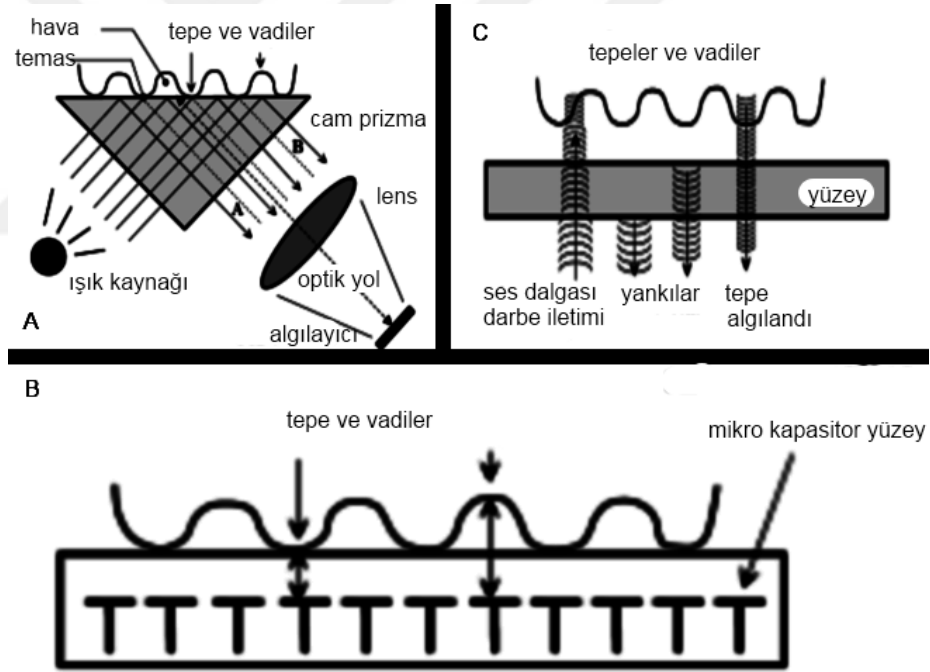 hava
temas
tepe ve vadiler
cam prizma
B
A
lens
ışık kaynağı
optik yol
algılayıcı
A
C
tepeler ve vadiler
yüzey
ses dalgası
darbe iletimi
yankılar
tepe
algılandı
B
tepe ve vadiler
mikro kapasitor yüzey